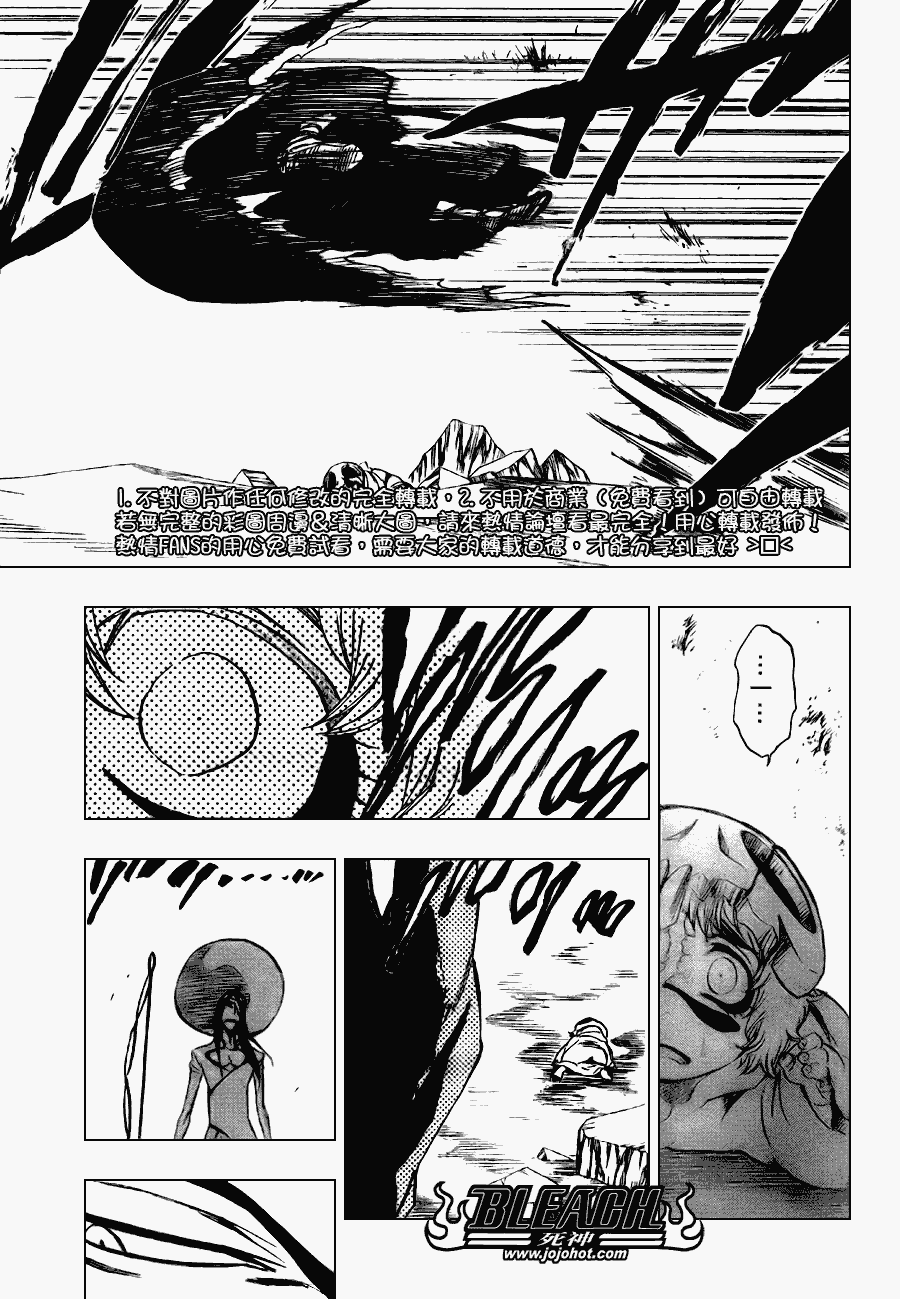 1. 不對圖片作任何修改的完全轉載，2. 不用於商業（免費看到）可自由轉載
若無完整的彩圖周漫&清晰大圖，請來熱情論壇看最完全！用心轉載發佈！
熱情FANS的用心免費試看，需要大家的轉載道德，才能分享到最好 >口<
…一…
BLEACH
死神
www.jojohot.com